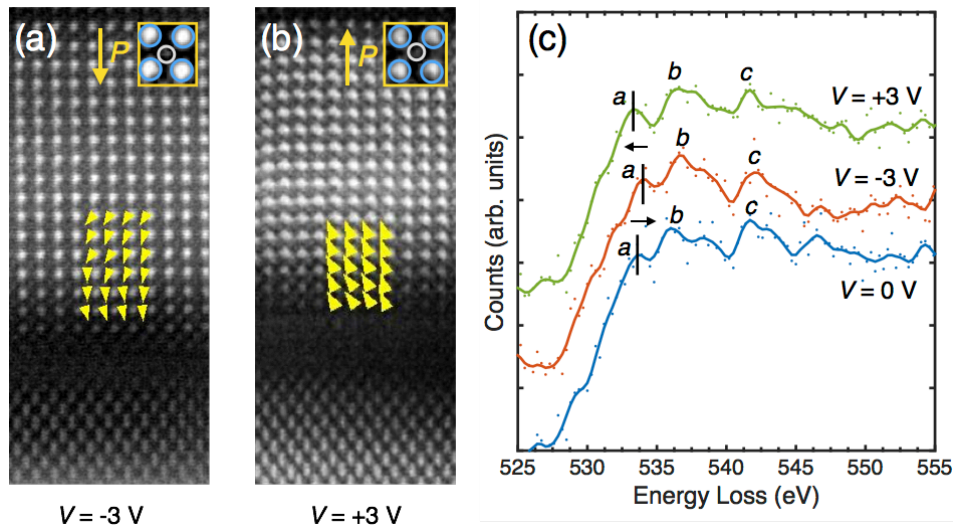 (a)
P
V = -3 V
(b)
P
V = +3 V
(c)
Counts (arb. units)
a
b
c
V = +3 V
a
b
c
V = -3 V
a
b
c
V = 0 V
525 530 535 540 545 550 555
Energy Loss (eV)